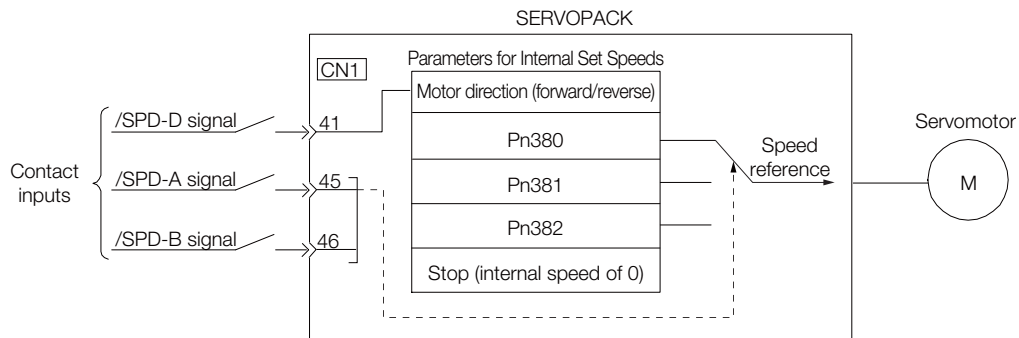 SERVOPACK
CN1
Parameters for Internal Set Speeds
Motor direction (forward/reverse)
/SPD-D signal
41
Pn380
Contact
inputs
/SPD-A signal
45
Pn381
/SPD-B signal
46
Pn382
Stop (internal speed of 0)
Speed
reference
Servomotor
M